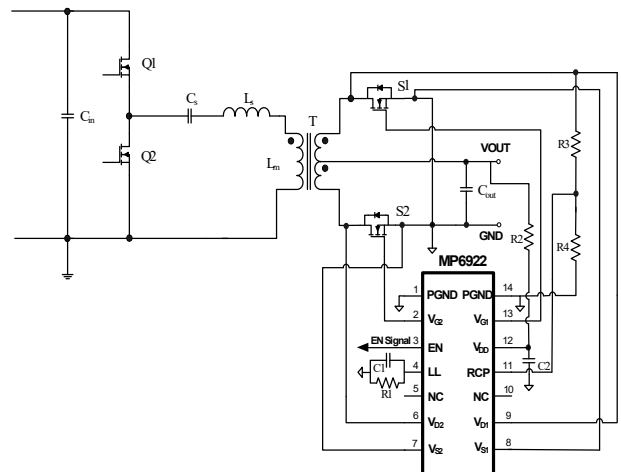 Q1
S1
Cs
Ls
Cin
T
R3
VOUT
Q2
Lm
Cout
S2
GND
R2
R4
MP6922
1 PGND PGND 14
2 VG2 VG1 13
EN Signal 3 EN VDD 12
C1 4 LL RCP 11 C2
R1
5 NC NC 10
6 VD2 VD1 9
7 VS2 VS1 8